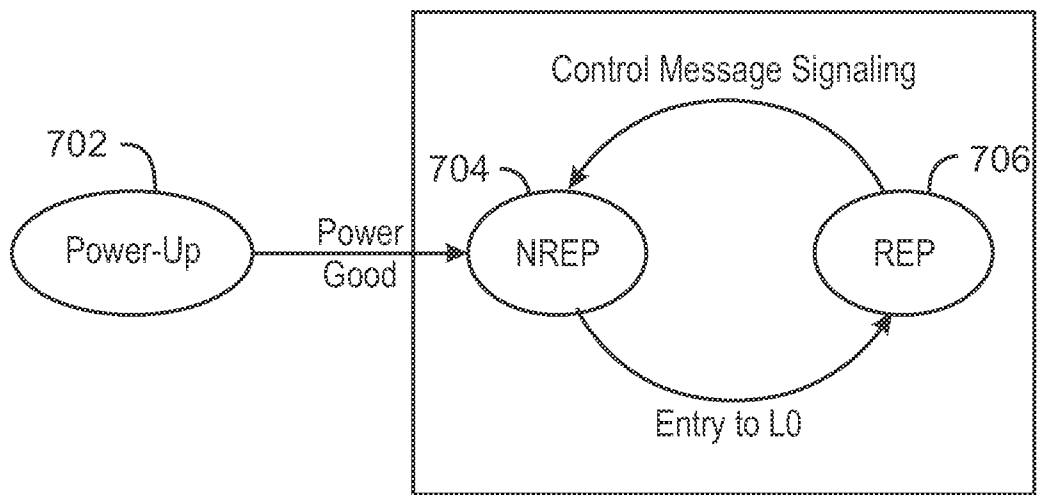 Control Message Signaling
702
704
706
Power-Up
Power
Good
NREP
REP
Entry to L0